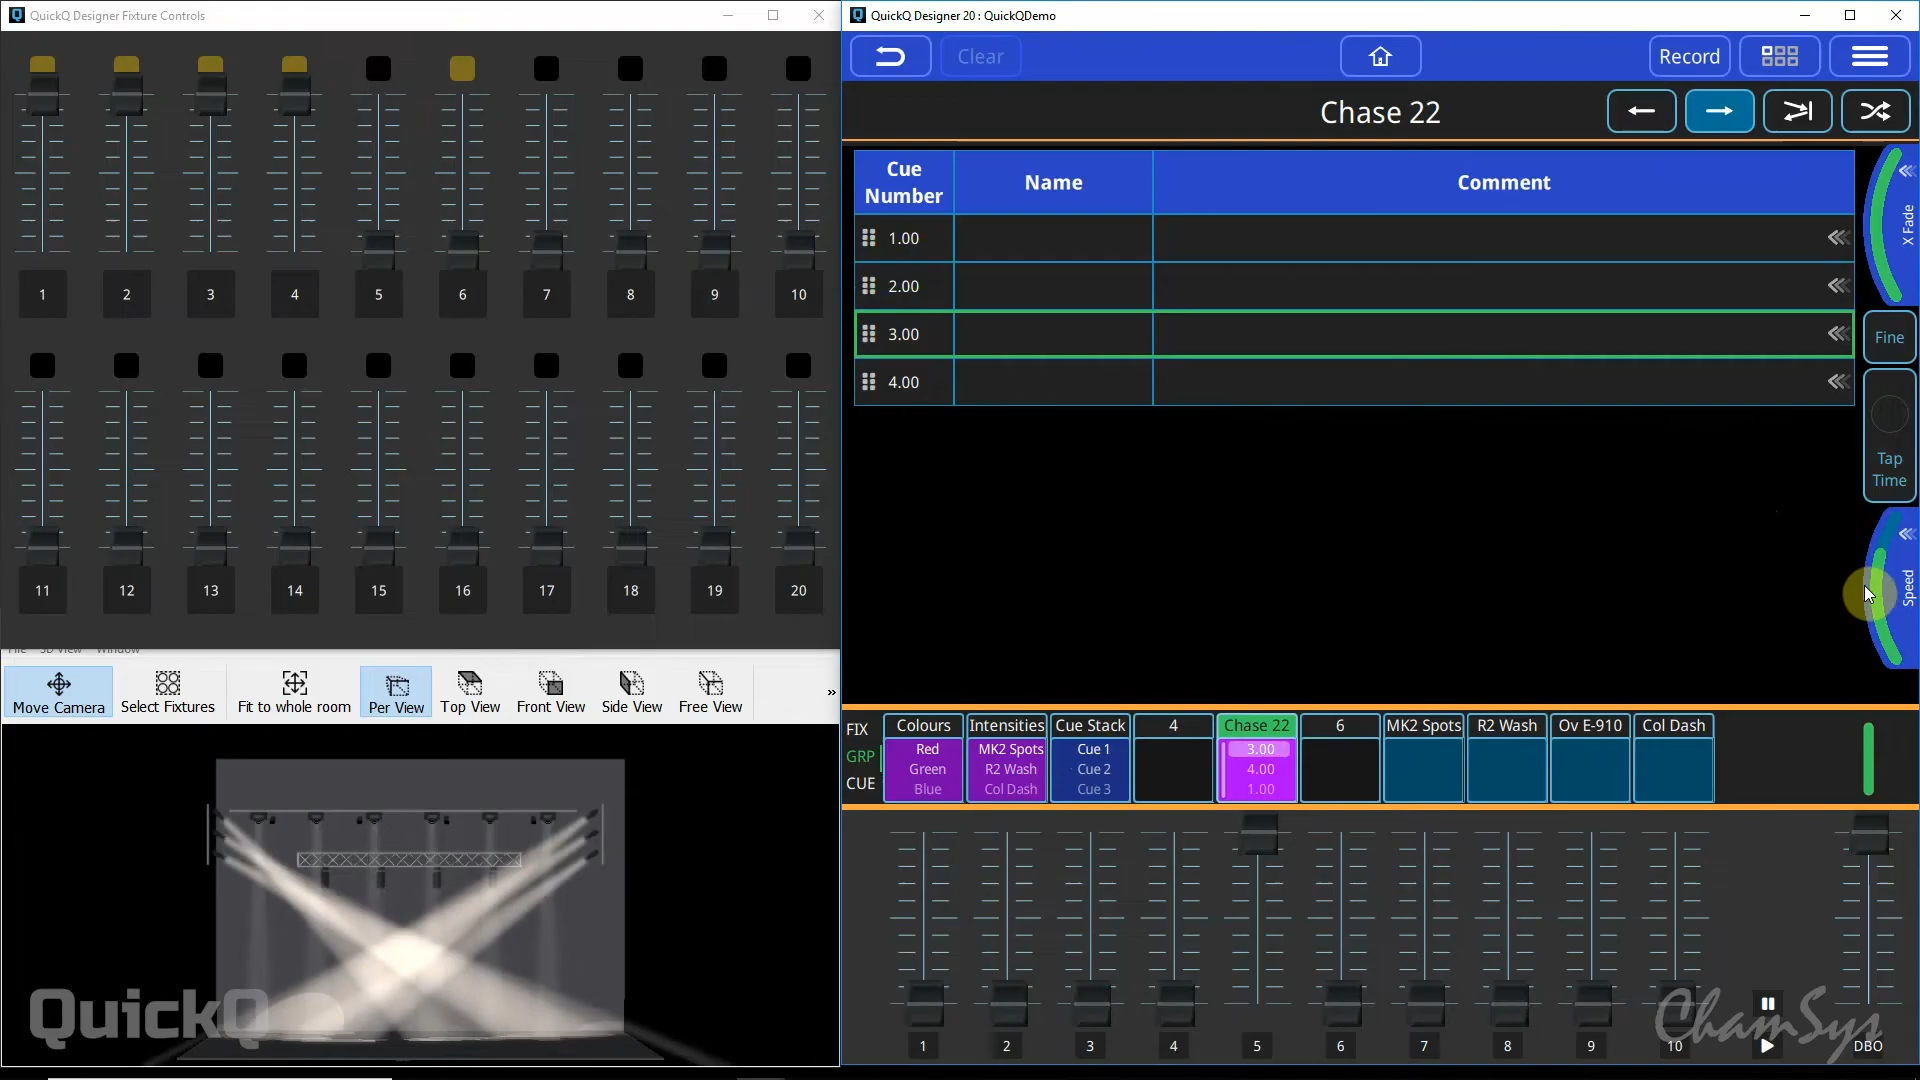 QuickQ Designer Fixture Controls
QuickQ Designer 20 : QuickQDemo
Clear
Record
Chase 22
Cue Number
Name
Comment
1.00
2.00
3.00
4.00
X Fade
Fine
Tap Time
Speed
1 2 3 4 5 6 7 8 9 10
11 12 13 14 15 16 17 18 19 20
File 3D View Window
Move Camera
Select Fixtures
Fit to whole room
Per View
Top View
Front View
Side View
Free View
»
FIX
GRP
CUE
Colours
Red
Green
Blue
Intensities
MK2 Spots
R2 Wash
Col Dash
Cue Stack
Cue 1
Cue 2
Cue 3
4
Chase 22
3.00
4.00
1.00
6
MK2 Spots
R2 Wash
Ov E-910
Col Dash
1 2 3 4 5 6 7 8 9 10
DBO
QuickQ
ChamSys